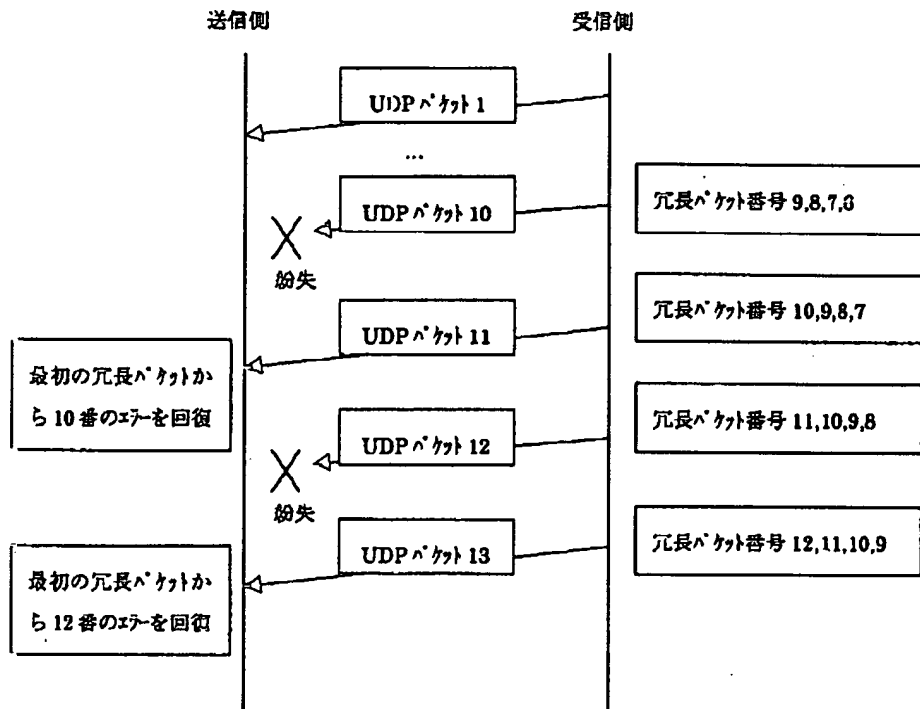 送信側
受信側
UDPパケット1
...
UDPパケット10
冗長パケット番号 9,8,7,6
紛失
UDPパケット11
冗長パケット番号 10,9,8,7
最初の冗長パケットか
ら10番のエラーを回復
UDPパケット12
冗長パケット番号 11,10,9,8
紛失
UDPパケット13
冗長パケット番号 12,11,10,9
最初の冗長パケットか
ら12番のエラーを回復